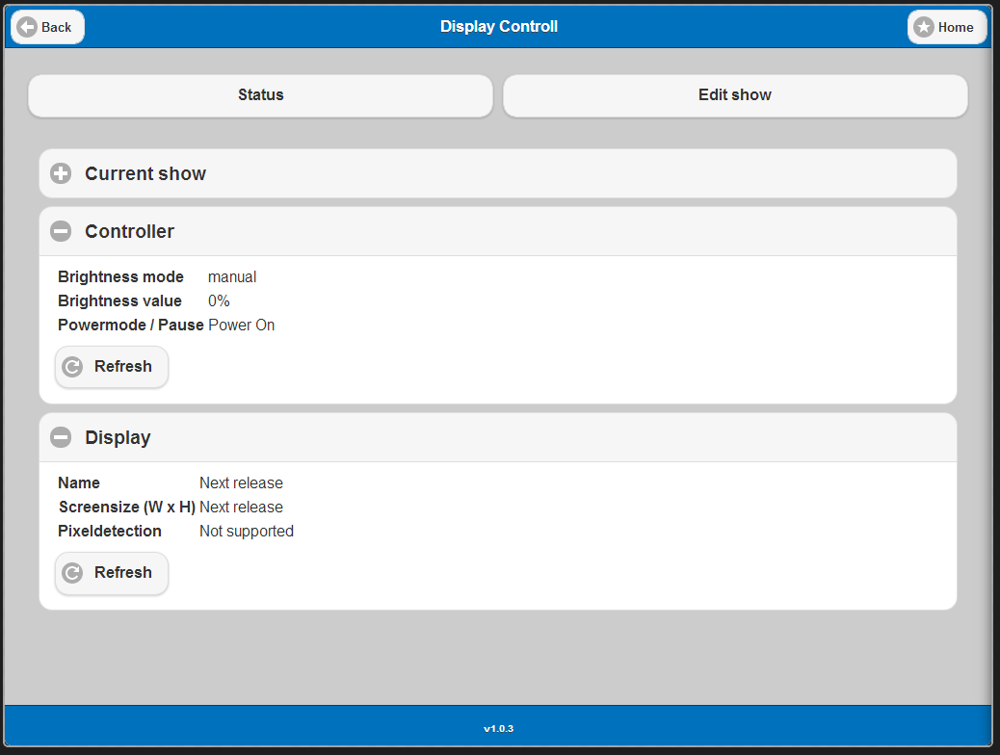 Back
Display Controll
Home
Status
Edit show
Current show
Controller
Brightness mode manual
Brightness value 0%
Powermode / Pause Power On
Refresh
Display
Name Next release
Screensize (W x H) Next release
Pixeldetection Not supported
Refresh
v1.0.3